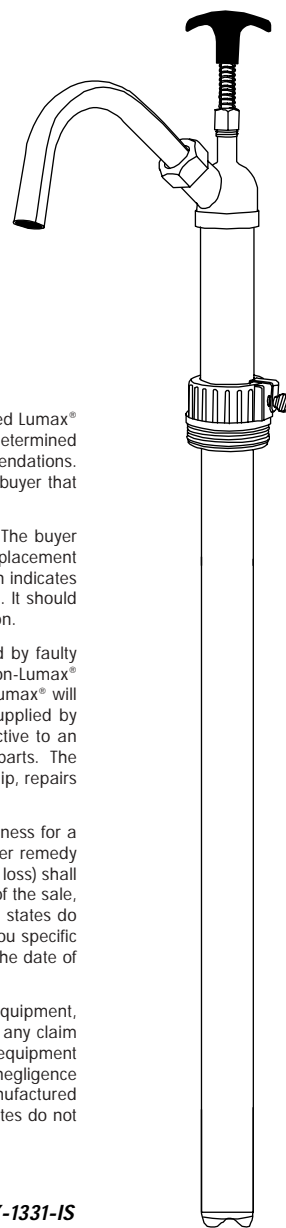 ed Lumax®
etermined
endations.
buyer that
The buyer
placement
n indicates
. It should
on.
d by faulty
on-Lumax®
umax® will
upplied by
ctive to an
parts. The
ip, repairs
ness for a
er remedy
loss) shall
of the sale,
states do
ou specific
he date of
quipment,
any claim
equipment
negligence
nufactured
tes do not
-1331-IS